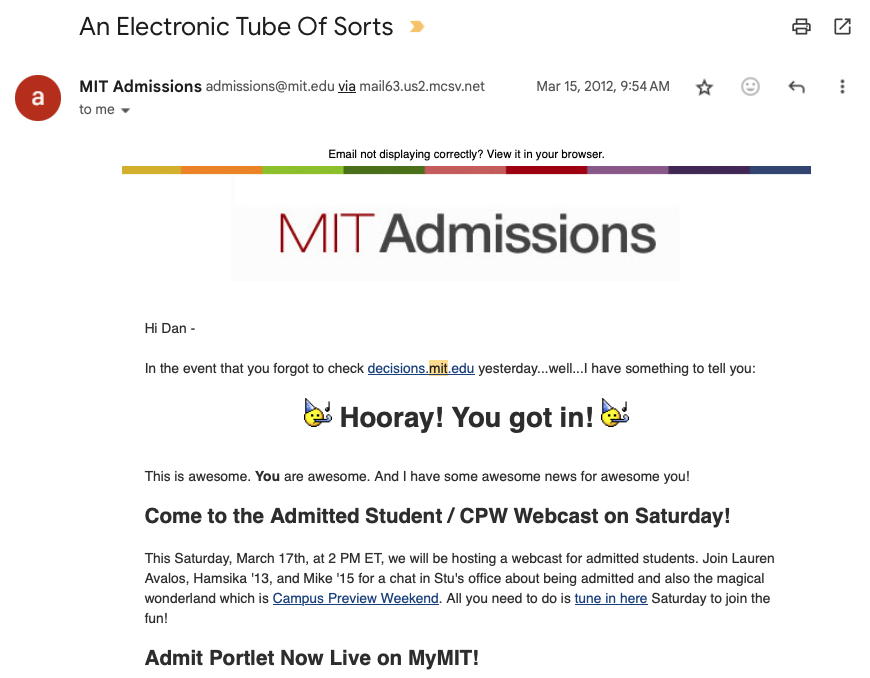 An Electronic Tube Of Sorts
a
MIT Admissions admissions@mit.edu via mail63.us2.mcsv.net Mar 15, 2012, 9:54 AM
to me
Email not displaying correctly? View it in your browser.
MIT Admissions
Hi Dan -
In the event that you forgot to check decisions.mit.edu yesterday...well...I have something to tell you:
Hooray! You got in!
This is awesome. You are awesome. And I have some awesome news for awesome you!
Come to the Admitted Student / CPW Webcast on Saturday!
This Saturday, March 17th, at 2 PM ET, we will be hosting a webcast for admitted students. Join Lauren
Avalos, Hamsika '13, and Mike '15 for a chat in Stu's office about being admitted and also the magical
wonderland which is Campus Preview Weekend. All you need to do is tune in here Saturday to join the
fun!
Admit Portlet Now Live on MyMIT!